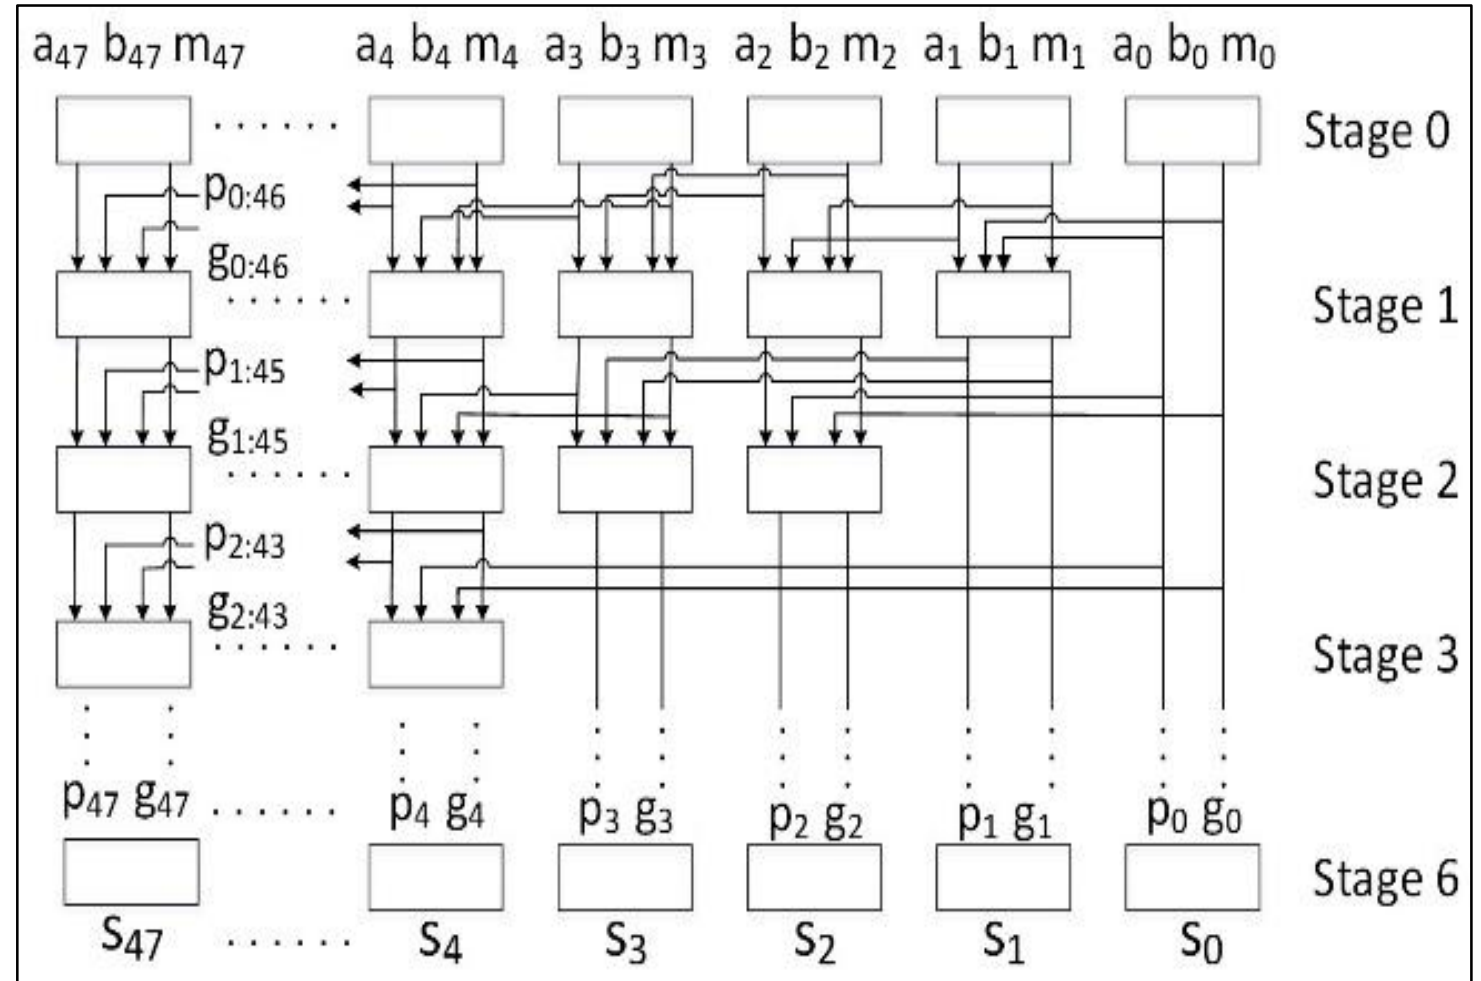 a47 b47 m47 a4 b4 m4 a3 b3 m3 a2 b2 m2 a1 b1 m1 a0 b0 m0
Stage 0
p0:46
g0:46
Stage 1
p1:45
g1:45
Stage 2
p2:43
g2:43
Stage 3
p47 g47 p4 g4 p3 g3 p2 g2 p1 g1 p0 g0
Stage 6
S47 S4 S3 S2 S1 S0